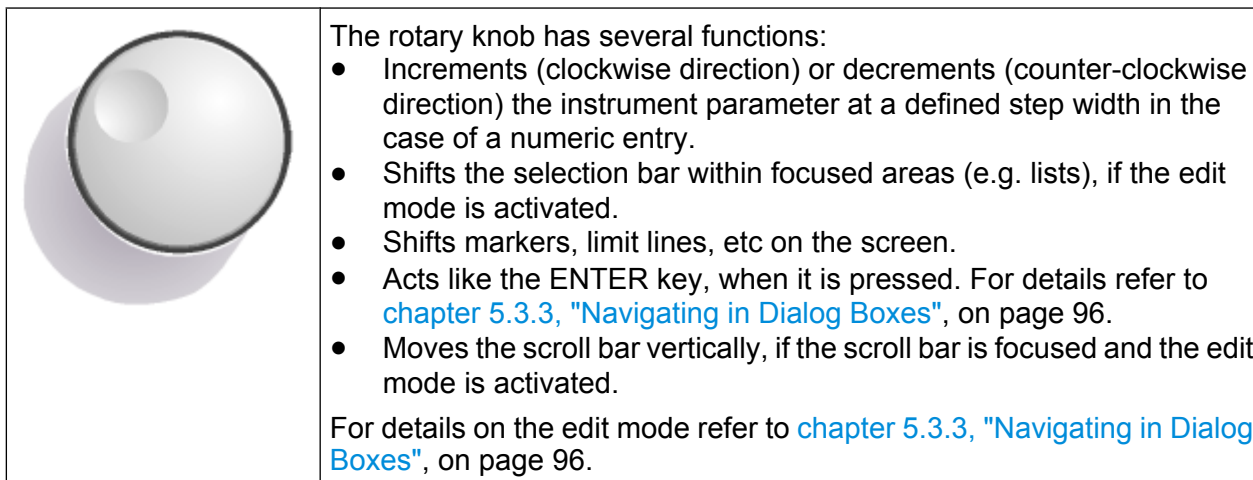 The rotary knob has several functions:
● Increments (clockwise direction) or decrements (counter-clockwise
direction) the instrument parameter at a defined step width in the
case of a numeric entry.
● Shifts the selection bar within focused areas (e.g. lists), if the edit
mode is activated.
● Shifts markers, limit lines, etc on the screen.
● Acts like the ENTER key, when it is pressed. For details refer to
chapter 5.3.3, "Navigating in Dialog Boxes", on page 96.
● Moves the scroll bar vertically, if the scroll bar is focused and the edit
mode is activated.
For details on the edit mode refer to chapter 5.3.3, "Navigating in Dialog
Boxes", on page 96.